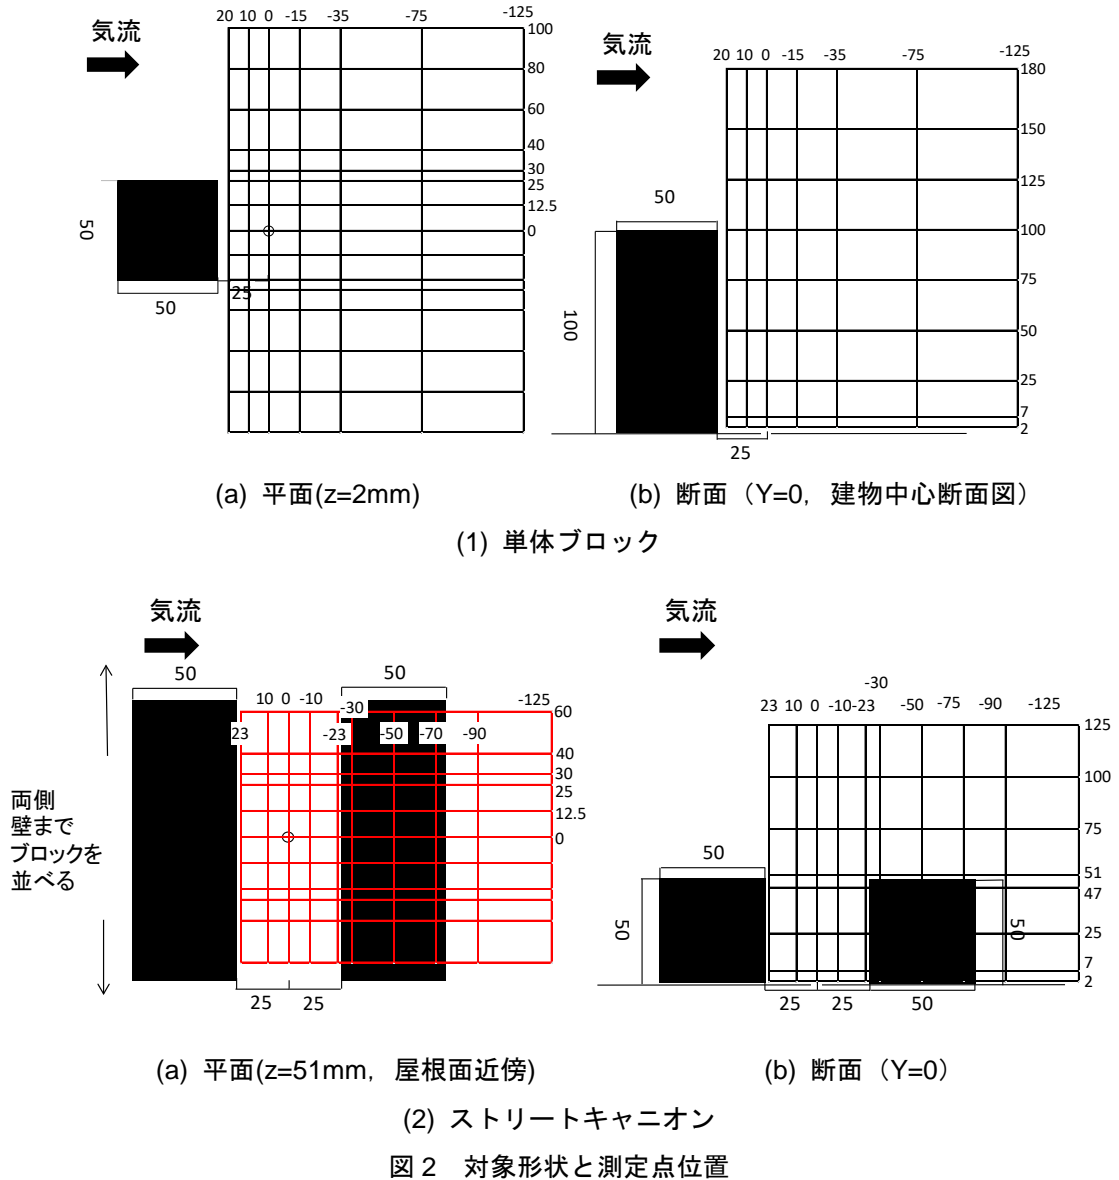 気流
20 10 0 -15 -35 -75 -125
100
80
60
40
30
25
12.5
0
50
50
25
(a) 平面(z=2mm)
気流
20 10 0 -15 -35 -75 -125
180
150
125
100
75
50
25
7
2
50
100
25
(b) 断面（Y=0，建物中心断面図）
(1) 単体ブロック
気流
50
50
10 0 -10
-30
-125
23
-23
-50
-70
-90
60
40
30
25
12.5
0
両側
壁まで
ブロックを
並べる
25
25
(a) 平面(z=51mm，屋根面近傍)
気流
-30
23 10 0 -10 -23 -50 -75 -90 -125
125
100
75
51
47
25
7
2
50
50
50
25
25
50
(b) 断面（Y=0）
(2) ストリートキャニオン
図２ 対象形状と測定点位置